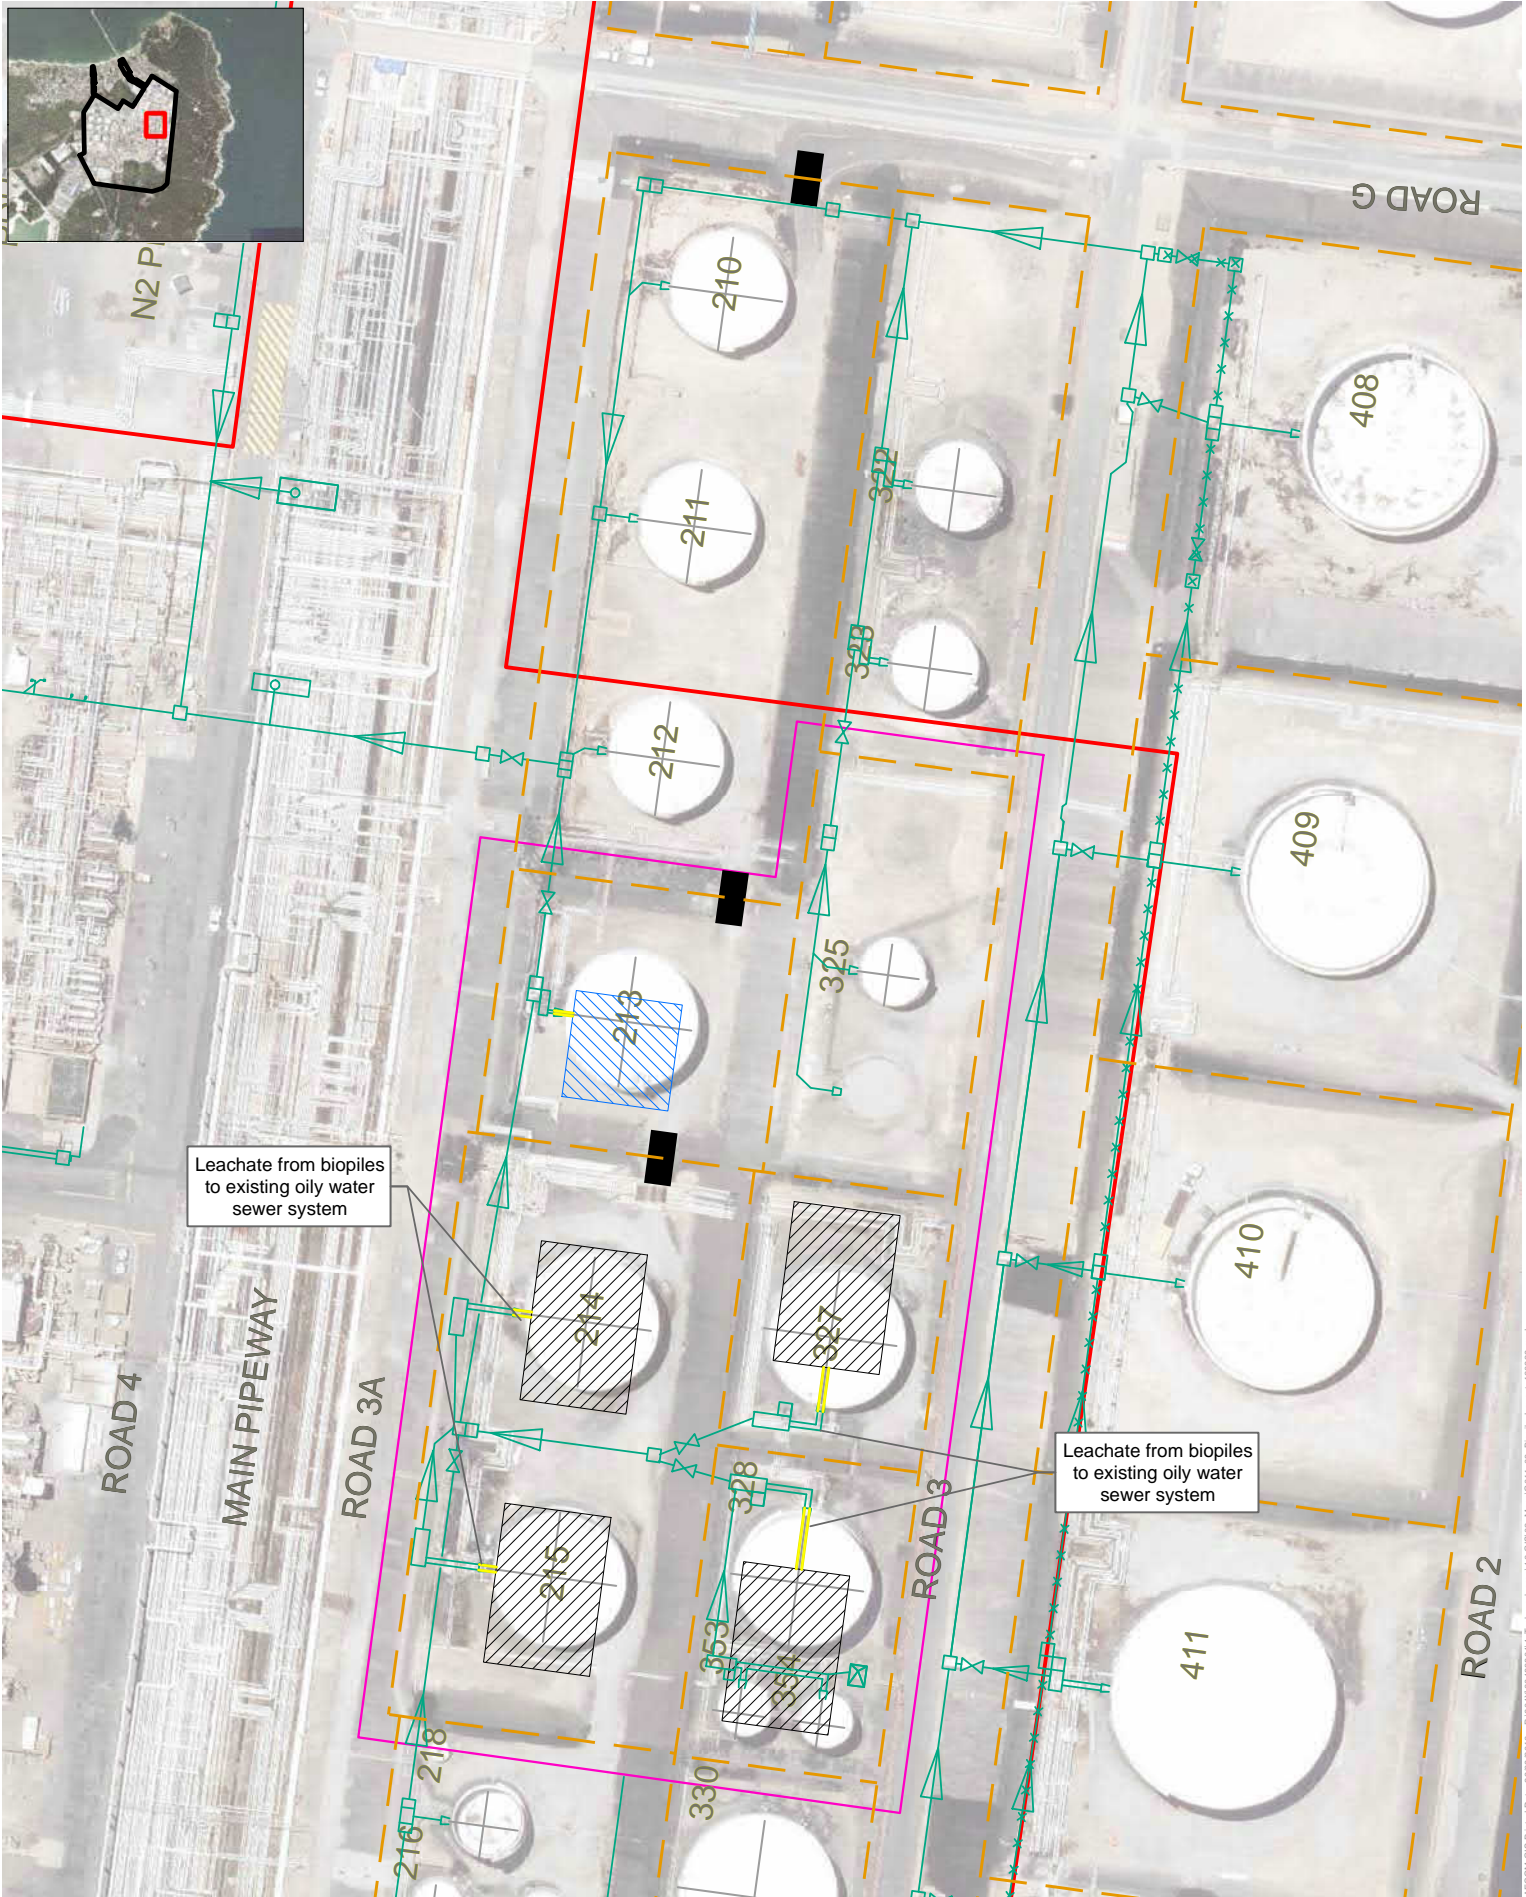 ROAD G
N2 P
210
408
322
211
323
212
409
325
213
Leachate from biopiles
to existing oily water
sewer system
410
214
327
MAIN PIPEWAY
ROAD 4
ROAD 3A
Leachate from biopiles
to existing oily water
sewer system
328
ROAD 3
215
ROAD 2
411
353
354
218
330
216